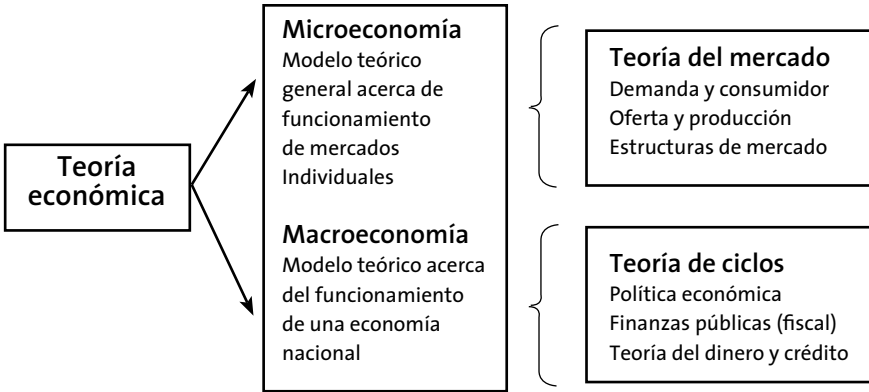 Teoría
económica
Microeconomía
Modelo teórico
general acerca de
funcionamiento
de mercados
Individuales
Macroeconomía
Modelo teórico acerca
del funcionamiento
de una economía
nacional
Teoría del mercado
Demanda y consumidor
Oferta y producción
Estructuras de mercado
Teoría de ciclos
Política económica
Finanzas públicas (fiscal)
Teoría del dinero y crédito